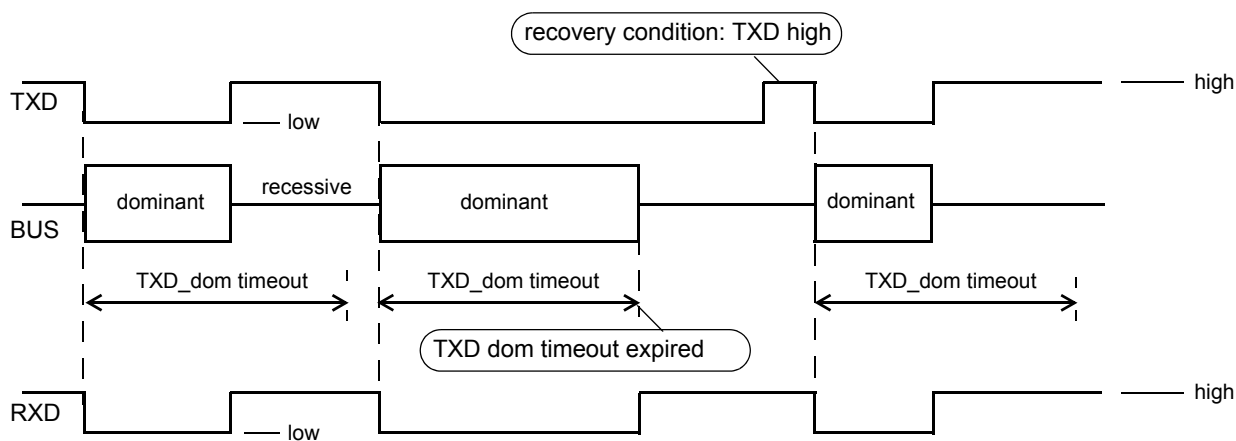 recovery condition: TXD high
TXD
high
low
dominant
recessive
dominant
dominant
BUS
TXD_dom timeout
TXD_dom timeout
TXD_dom timeout
TXD dom timeout expired
RXD
high
low